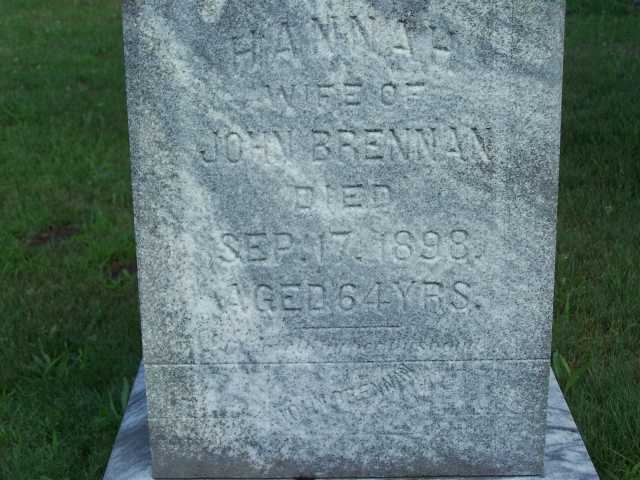 HANNAH
WIFE OF
JOHN BRENNAN
DIED
SEP. 17. 1898.
AGED 64 YRS.